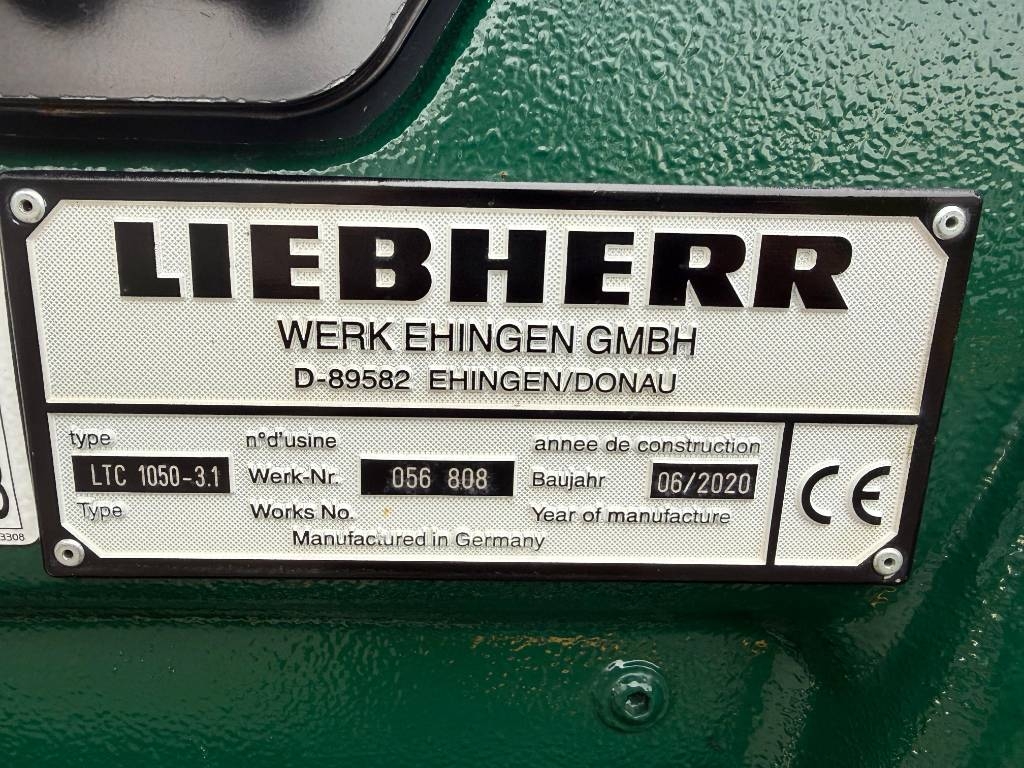 LIEBHERR
WERK EHINGEN GMBH
D-89582 EHINGEN/DONAU
type
LTC 1050-3.1
Type
n°d'usine
Werk-Nr. 056 808
Works No.
annee de construction
Baujahr 06/2020
Year of manufacture
Manufactured in Germany
CE
3308